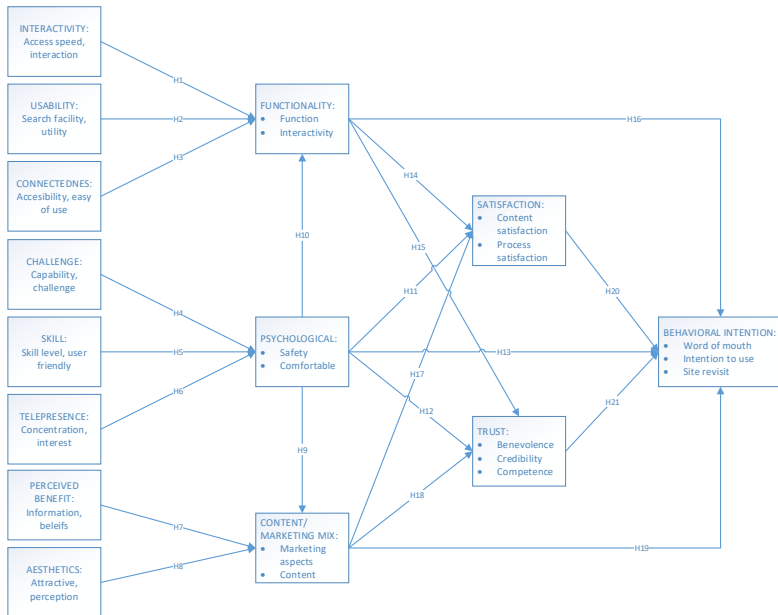 INTERACTIVITY:
Access speed,
interaction
USABILITY:
Search facility,
utility
CONNECTEDNES:
Accesibility, easy
of use
CHALLENGE:
Capability,
challenge
SKILL:
Skill level, user
friendly
TELEPRESENCE:
Concentration,
interest
PERCEIVED
BENEFIT:
Information,
beleifs
AESTHETICS:
Attractive,
perception
H1
H2
H3
H4
H5
H6
H7
H8
FUNCTIONALITY:
• Function
• Interactivity
H10
PSYCHOLOGICAL:
• Safety
• Comfortable
H9
CONTENT/
MARKETING MIX:
• Marketing
aspects
• Content
H16
H14
H15
H11
H13
H17
H12
H18
H19
SATISFACTION:
• Content
satisfaction
• Process
satisfaction
TRUST:
• Benevolence
• Credibility
• Competence
H20
H21
BEHAVIORAL INTENTION:
• Word of mouth
• Intention to use
• Site revisit